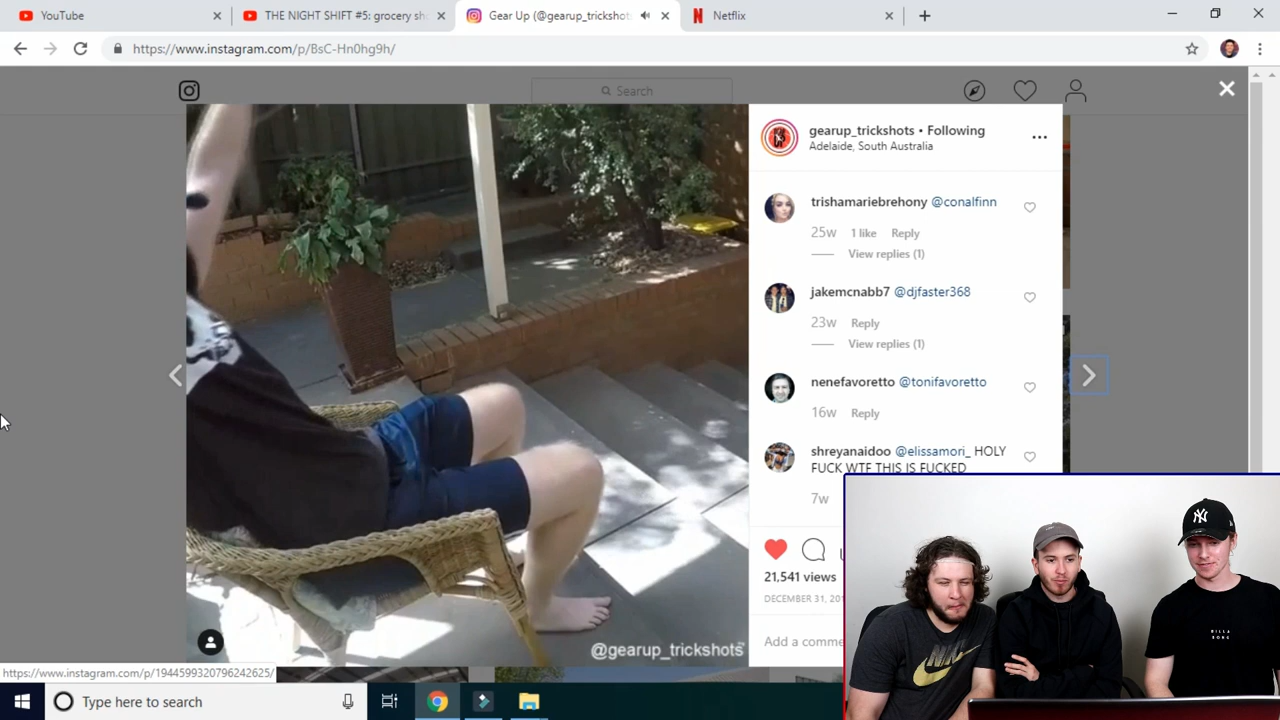 YouTube
THE NIGHT SHIFT #5: grocery sh
Gear Up (@gearup_trickshots
Netflix
https://www.instagram.com/p/BsC-Hn0hg9h/
Search
gearup_trickshots • Following
Adelaide, South Australia
trishamariebrehony @conalfinn
25w 1 like Reply
View replies (1)
jakemcnabb7 @djfaster368
23w Reply
View replies (1)
nenefavoretto @tonifavoretto
16w Reply
shreyanaidoo @elissamori_ HOLY
FUCK WTF THIS IS FUCKED
7w
21,541 views
DECEMBER 31, 201
Add a comme
@gearup_trickshots
NY
BILLA
BONG
https://www.instagram.com/p/1944599320796242625/
Type here to search